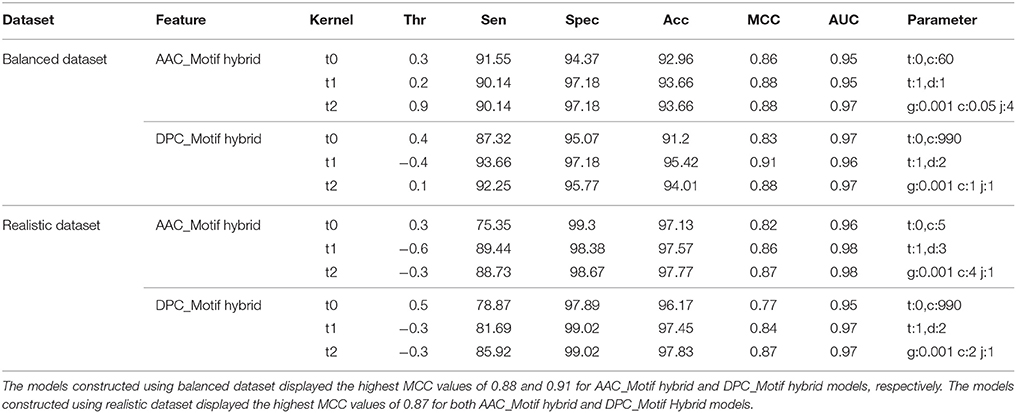 Dataset Feature Kernel Thr Sen Spec Acc MCC AUC Parameter
Balanced dataset AAC_Motif hybrid t0 0.3 91.55 94.37 92.96 0.86 0.95 t:0,c:60
t1 0.2 90.14 97.18 93.66 0.88 0.95 t:1,d:1
t2 0.9 90.14 97.18 93.66 0.88 0.97 g:0.001 c:0.05 j:4
DPC_Motif hybrid t0 0.4 87.32 95.07 91.2 0.83 0.97 t:0,c:990
t1 −0.4 93.66 97.18 95.42 0.91 0.96 t:1,d:2
t2 0.1 92.25 95.77 94.01 0.88 0.97 g:0.001 c:1 j:1
Realistic dataset AAC_Motif hybrid t0 0.3 75.35 99.3 97.13 0.82 0.96 t:0,c:5
t1 −0.6 89.44 98.38 97.57 0.86 0.98 t:1,d:3
t2 −0.3 88.73 98.67 97.77 0.87 0.98 g:0.001 c:4 j:1
DPC_Motif hybrid t0 0.5 78.87 97.89 96.17 0.77 0.95 t:0,c:990
t1 −0.3 81.69 99.02 97.45 0.84 0.97 t:1,d:2
t2 −0.3 85.92 99.02 97.83 0.87 0.97 g:0.001 c:2 j:1
The models constructed using balanced dataset displayed the highest MCC values of 0.88 and 0.91 for AAC_Motif hybrid and DPC_Motif hybrid models, respectively. The models
constructed using realistic dataset displayed the highest MCC values of 0.87 for both AAC_Motif hybrid and DPC_Motif Hybrid models.